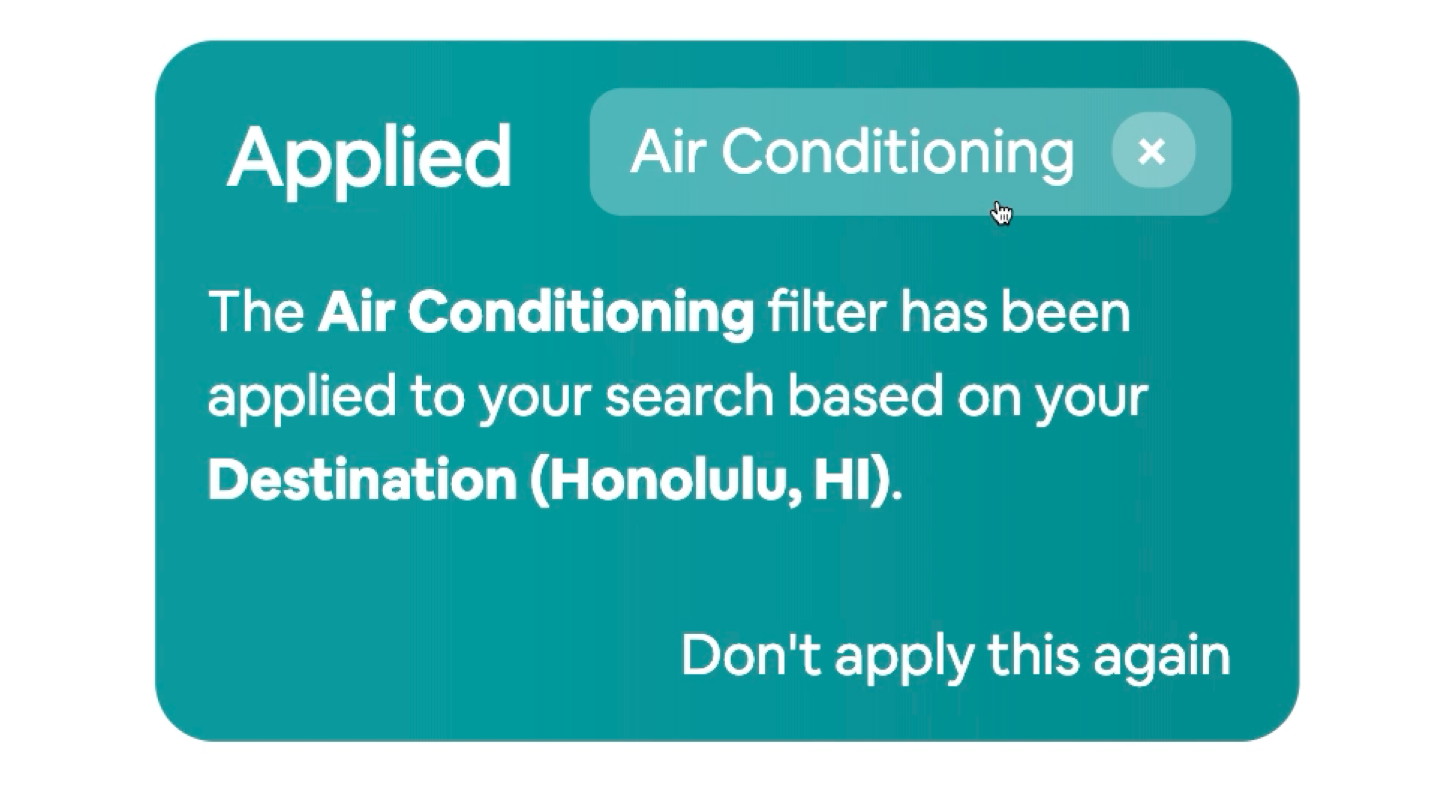 Applied
Air Conditioning ×
The Air Conditioning filter has been
applied to your search based on your
Destination (Honolulu, HI).
Don't apply this again